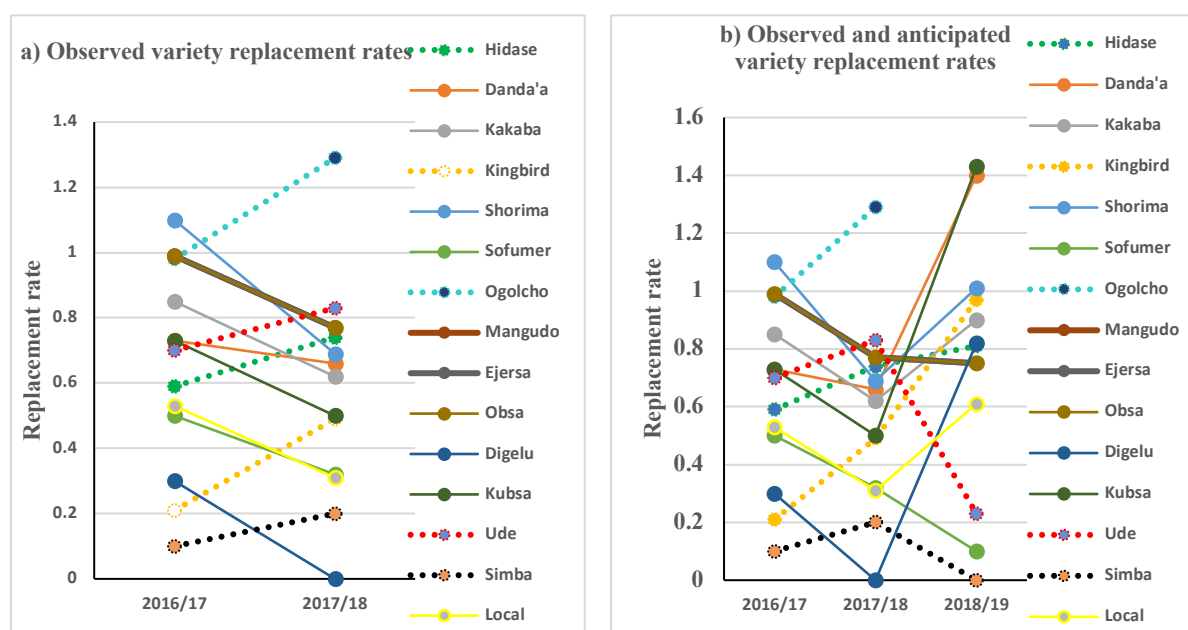 a) Observed variety replacement rates
Replacement rate
1.4
1.2
1
0.8
0.6
0.4
0.2
0
2016/17 2017/18
Hidase
Danda'a
Kakaba
Kingbird
Shorima
Sofumer
Ogolcho
Mangudo
Ejersa
Obsa
Digelu
Kubsa
Ude
Simba
Local
b) Observed and anticipated
variety replacement rates
Replacement rate
1.6
1.4
1.2
1
0.8
0.6
0.4
0.2
0
2016/17 2017/18 2018/19
Hidase
Danda'a
Kakaba
Kingbird
Shorima
Sofumer
Ogolcho
Mangudo
Ejersa
Obsa
Digelu
Kubsa
Ude
Simba
Local